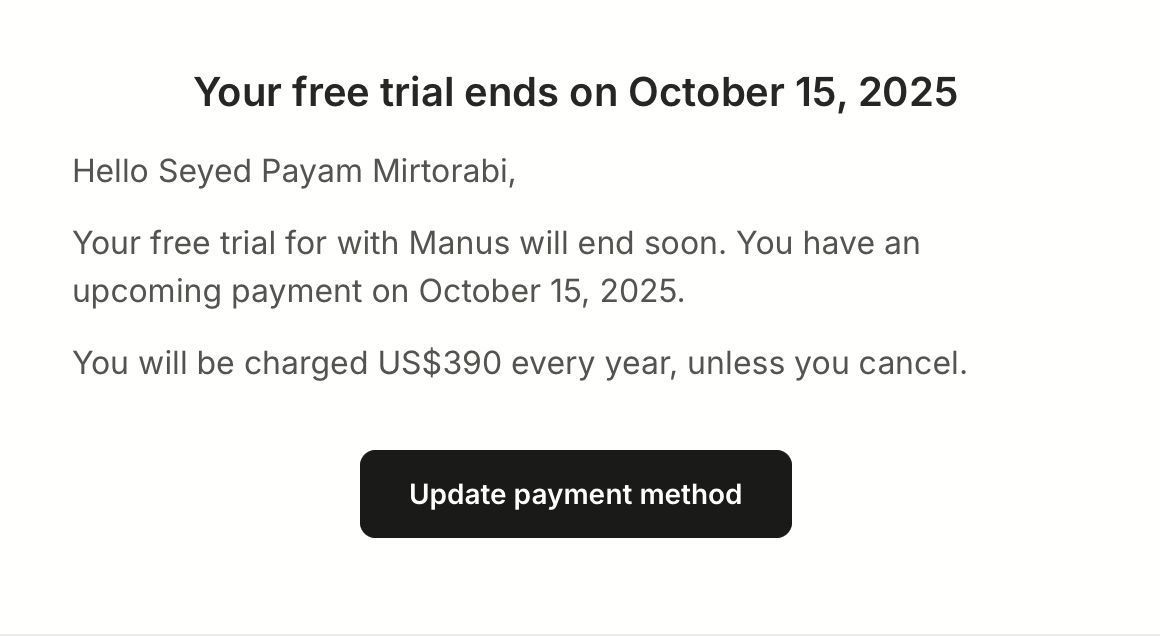 Your free trial ends on October 15, 2025
Hello Seyed Payam Mirtorabi,
Your free trial for with Manus will end soon. You have an
upcoming payment on October 15, 2025.
You will be charged US$390 every year, unless you cancel.
Update payment method